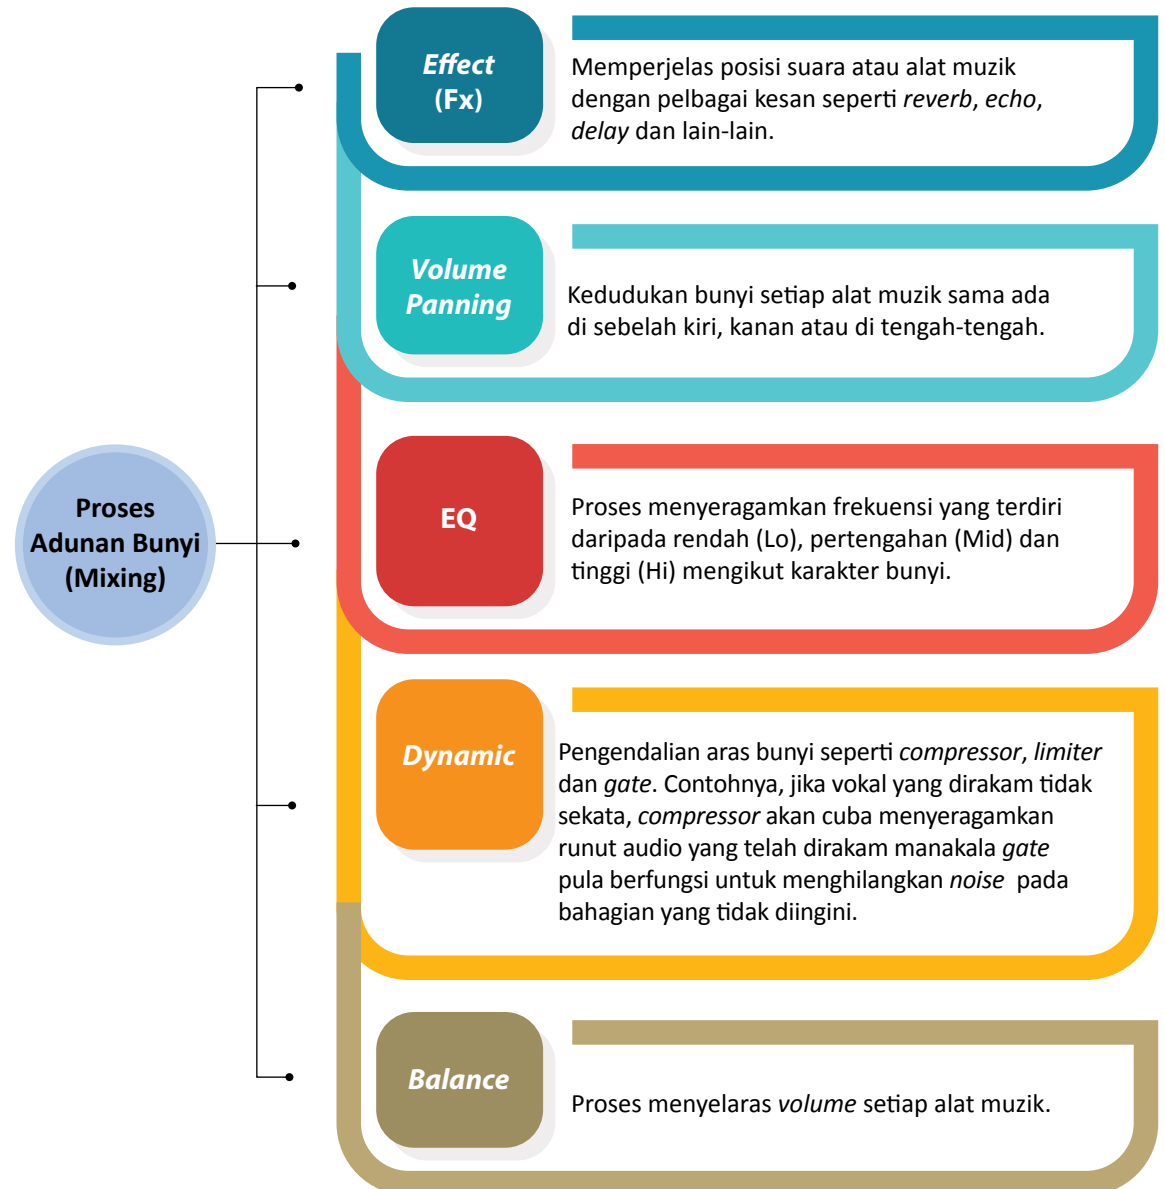 Effect
(Fx)
Memperjelas posisi suara atau alat muzik
dengan pelbagai kesan seperti reverb, echo,
delay dan lain-lain.
Volume
Panning
Kedudukan bunyi setiap alat muzik sama ada
di sebelah kiri, kanan atau di tengah-tengah.
Proses
Adunan Bunyi
(Mixing)
EQ
Proses menyeragamkan frekuensi yang terdiri
daripada rendah (Lo), pertengahan (Mid) dan
tinggi (Hi) mengikut karakter bunyi.
Dynamic
Pengendalian aras bunyi seperti compressor, limiter
dan gate. Contohnya, jika vokal yang dirakam tidak
sekata, compressor akan cuba menyeragamkan
runut audio yang telah dirakam manakala gate
pula berfungsi untuk menghilangkan noise pada
bahagian yang tidak diingini.
Balance
Proses menyelaras volume setiap alat muzik.